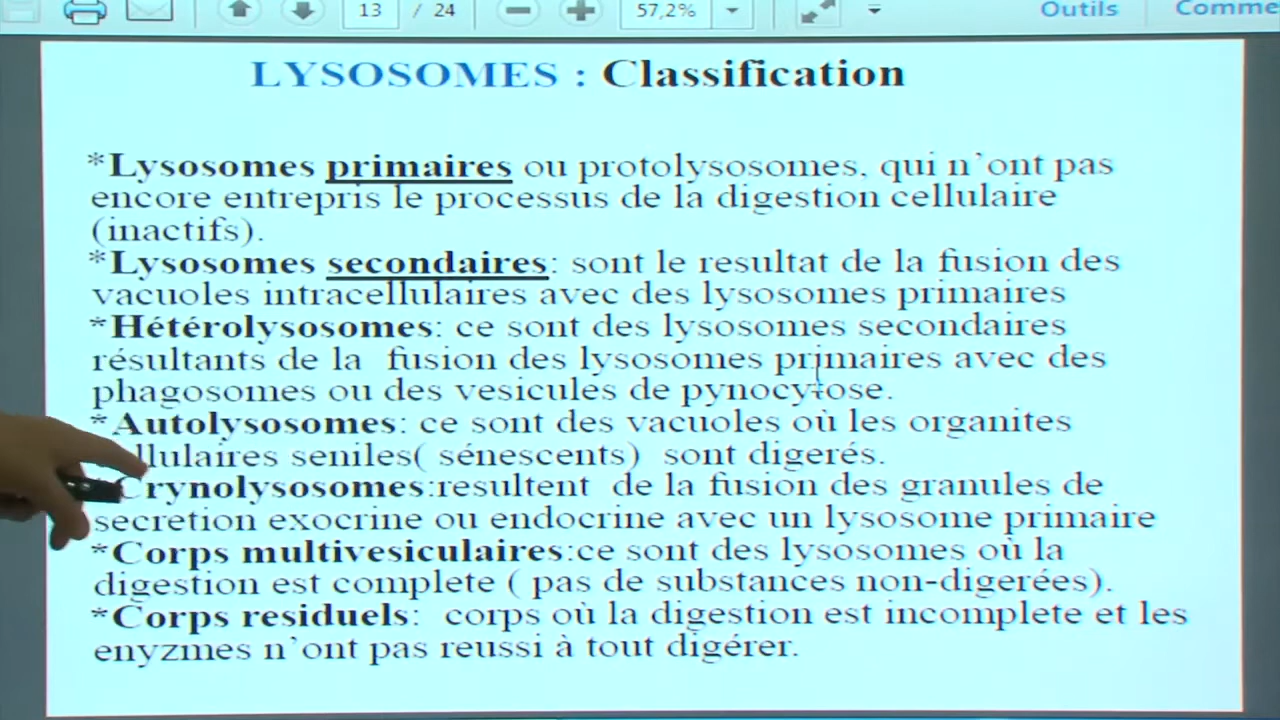 13 / 24 57,2% Outils
LYSOSOMES : Classification
*Lysosomes primaires ou protolysosomes, qui n'ont pas
encore entrepris le processus de la digestion cellulaire
(inactifs).
*Lysosomes secondaires: sont le resultat de la fusion des
vacuoles intracellulaires avec des lysosomes primaires
*Hétérolysosomes: ce sont des lysosomes secondaires
résultants de la fusion des lysosomes primaires avec des
phagosomes ou des vesicules de pynocytose.
*Autolysosomes: ce sont des vacuoles où les organites
llulaires seniles( sénescents) sont digerés.
Crynolysosomes:resultent de la fusion des granules de
secretion exocrine ou endocrine avec un lysosome primaire
*Corps multivesiculaires:ce sont des lysosomes où la
digestion est complete ( pas de substances non-digerées).
*Corps residuels: corps où la digestion est incomplete et les
enyzmes n'ont pas reussi à tout digérer.